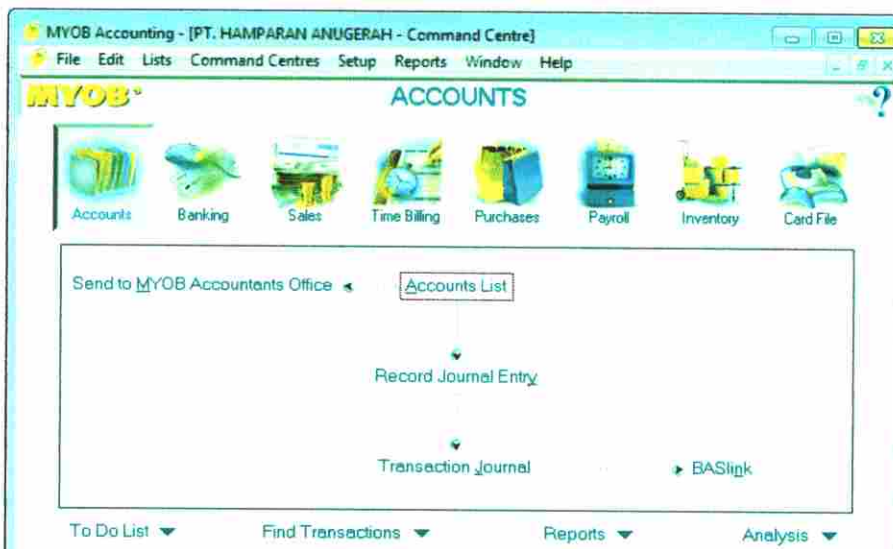 MYOB Accounting - [PT. HAMPARAN ANUGERAH - Command Centre]
File Edit Lists Command Centres Setup Reports Window Help
MYOB
ACCOUNTS
?
Accounts Banking Sales Time Billing Purchases Payroll Inventory Card File
Send to MYOB Accountants Office Accounts List
Record Journal Entry
Transaction Journal BASlink
To Do List Find Transactions Reports Analysis